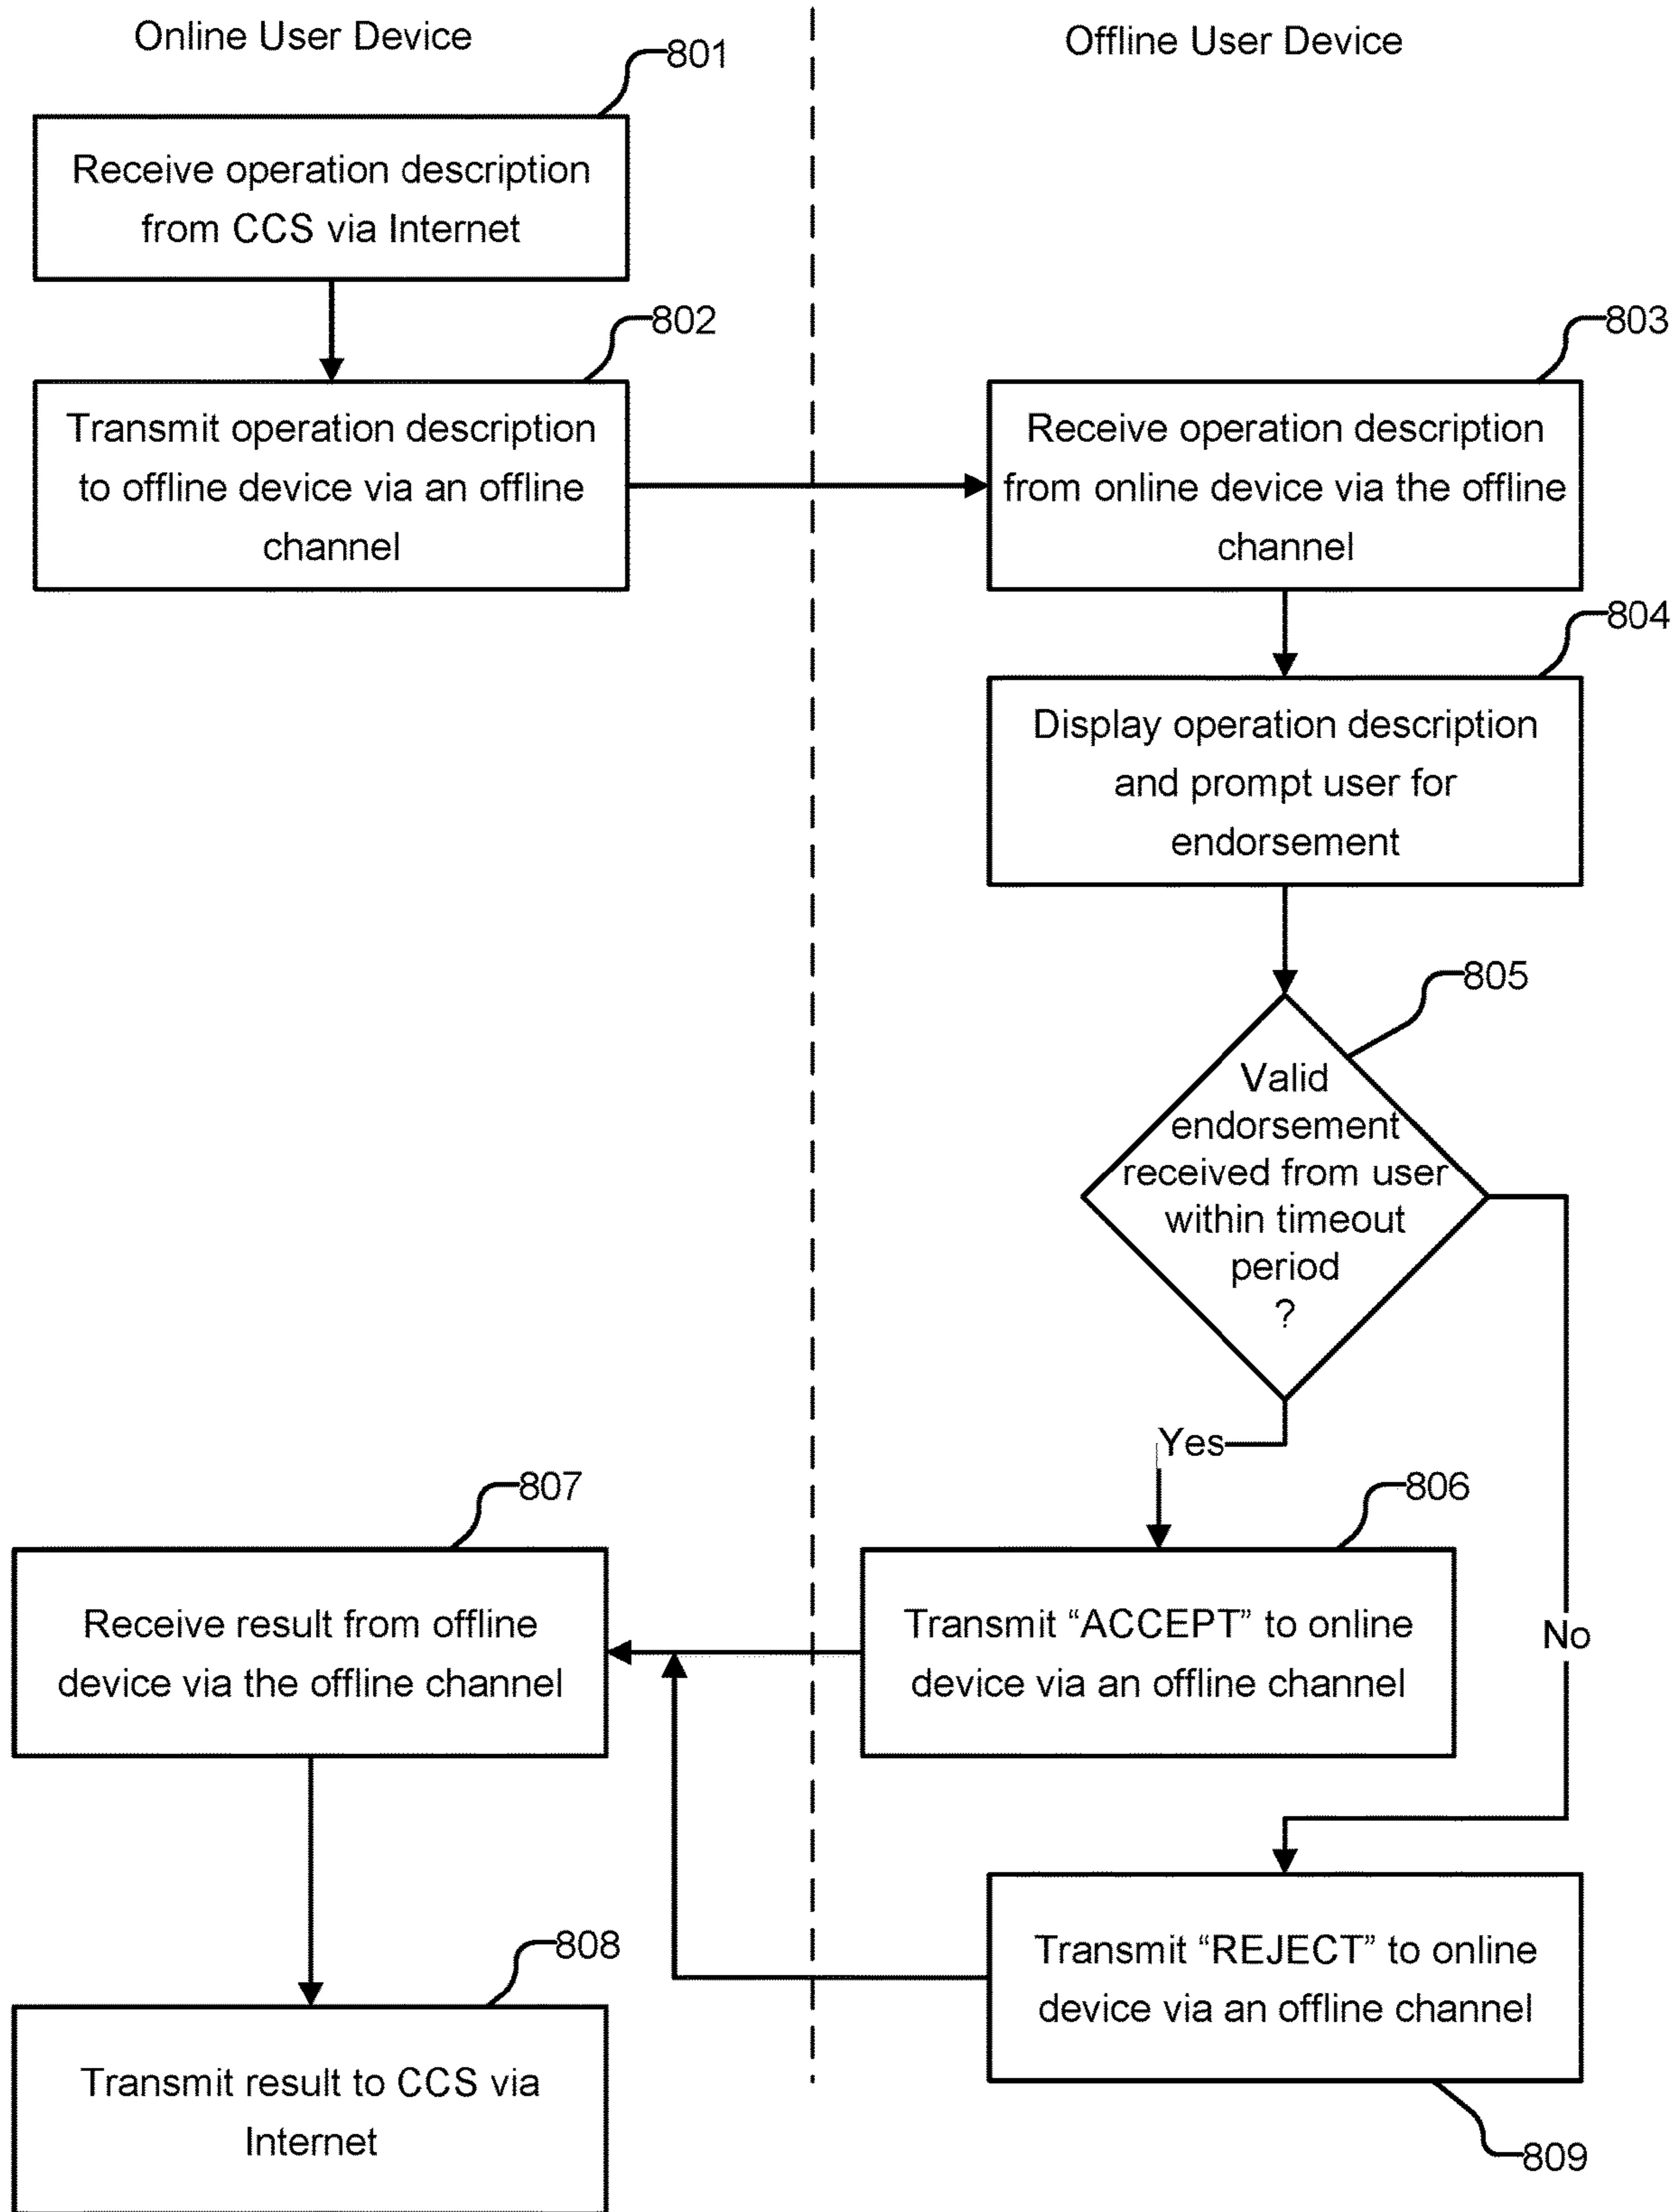 Online User Device
Offline User Device
801
Receive operation description
from CCS via Internet
802
Transmit operation description
to offline device via an offline
channel
803
Receive operation description
from online device via the offline
channel
804
Display operation description
and prompt user for
endorsement
805
Valid
endorsement
received from user
within timeout
period
?
Yes
No
806
Transmit “ACCEPT” to online
device via an offline channel
807
Receive result from offline
device via the offline channel
808
Transmit result to CCS via
Internet
Transmit “REJECT” to online
device via an offline channel
809